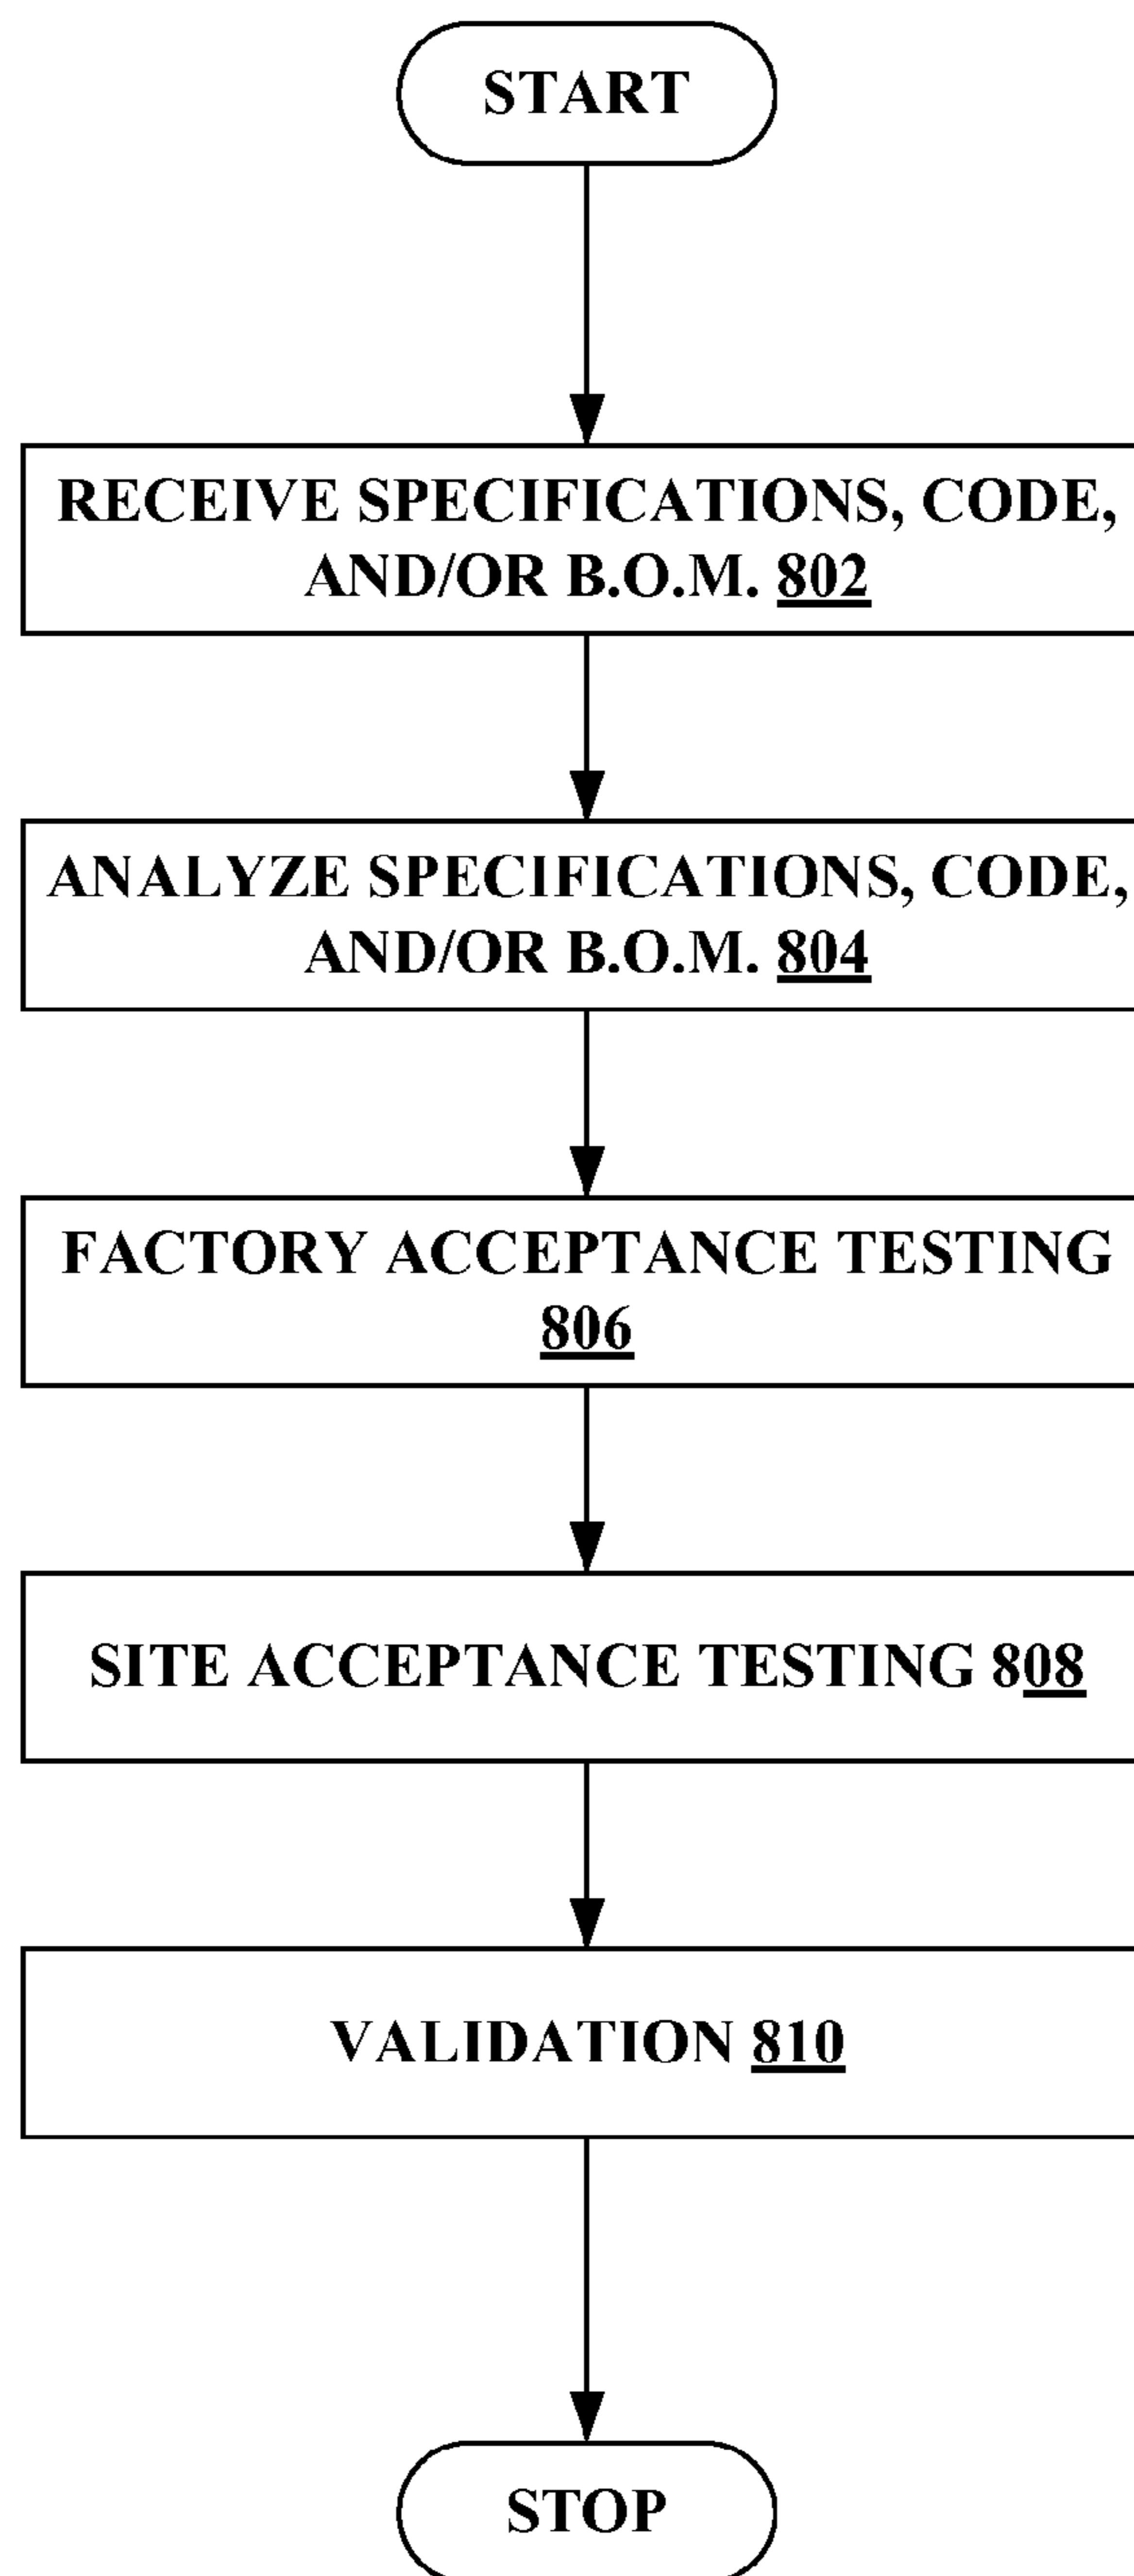 START
RECEIVE SPECIFICATIONS, CODE,
AND/OR B.O.M. 802
ANALYZE SPECIFICATIONS, CODE,
AND/OR B.O.M. 804
FACTORY ACCEPTANCE TESTING
806
SITE ACCEPTANCE TESTING 808
VALIDATION 810
STOP